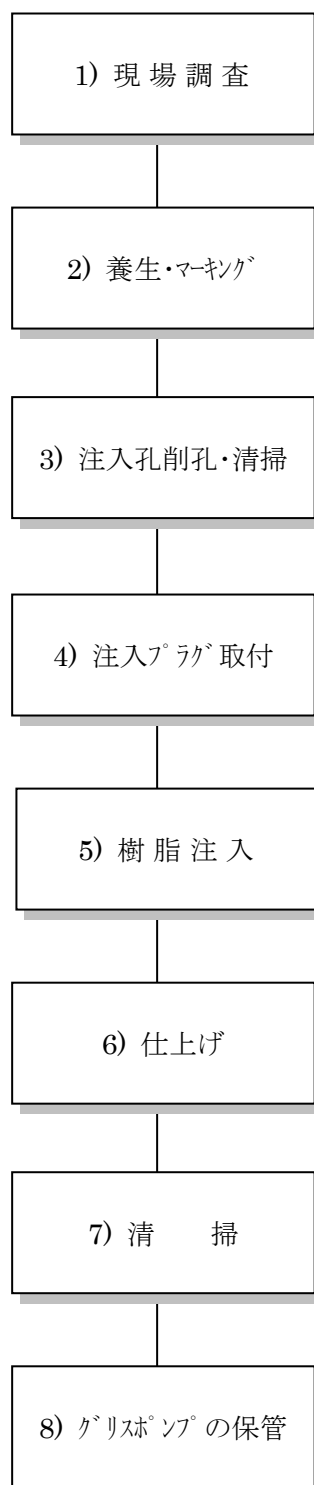 1) 現 場 調 査
2) 養生・ﾏｰｷﾝｸﾞ
3) 注入孔削孔・清掃
4) 注入ﾌﾟﾗｸﾞ取付
5) 樹 脂 注 入
6) 仕上げ
7) 清　　掃
8) ｸﾞﾘｽﾎﾟﾝﾌﾟの保管